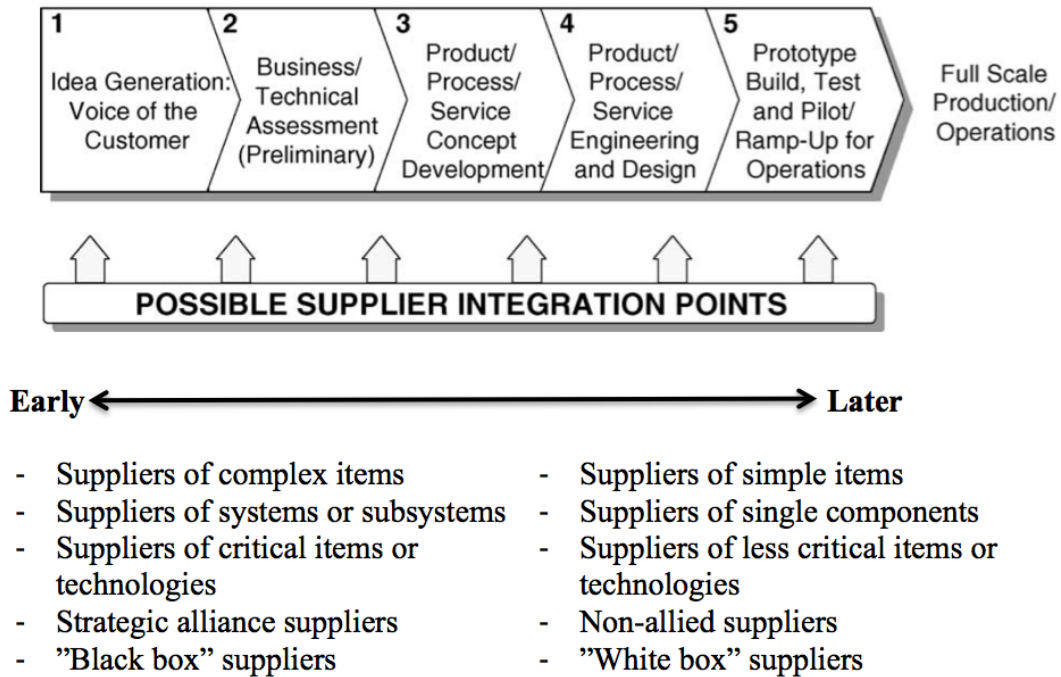 1
Idea Generation:
Voice of the
Customer
2
Business/
Technical
Assessment
(Preliminary)
3
Product/
Process/
Service
Concept
Development
4
Product/
Process/
Service
Engineering
and Design
5
Prototype
Build, Test
and Pilot/
Ramp-Up for
Operations
Full Scale
Production/
Operations
POSSIBLE SUPPLIER INTEGRATION POINTS
Early
Later
- Suppliers of complex items
- Suppliers of systems or subsystems
- Suppliers of critical items or
technologies
- Strategic alliance suppliers
- ”Black box” suppliers
- Suppliers of simple items
- Suppliers of single components
- Suppliers of less critical items or
technologies
- Non-allied suppliers
- ”White box” suppliers